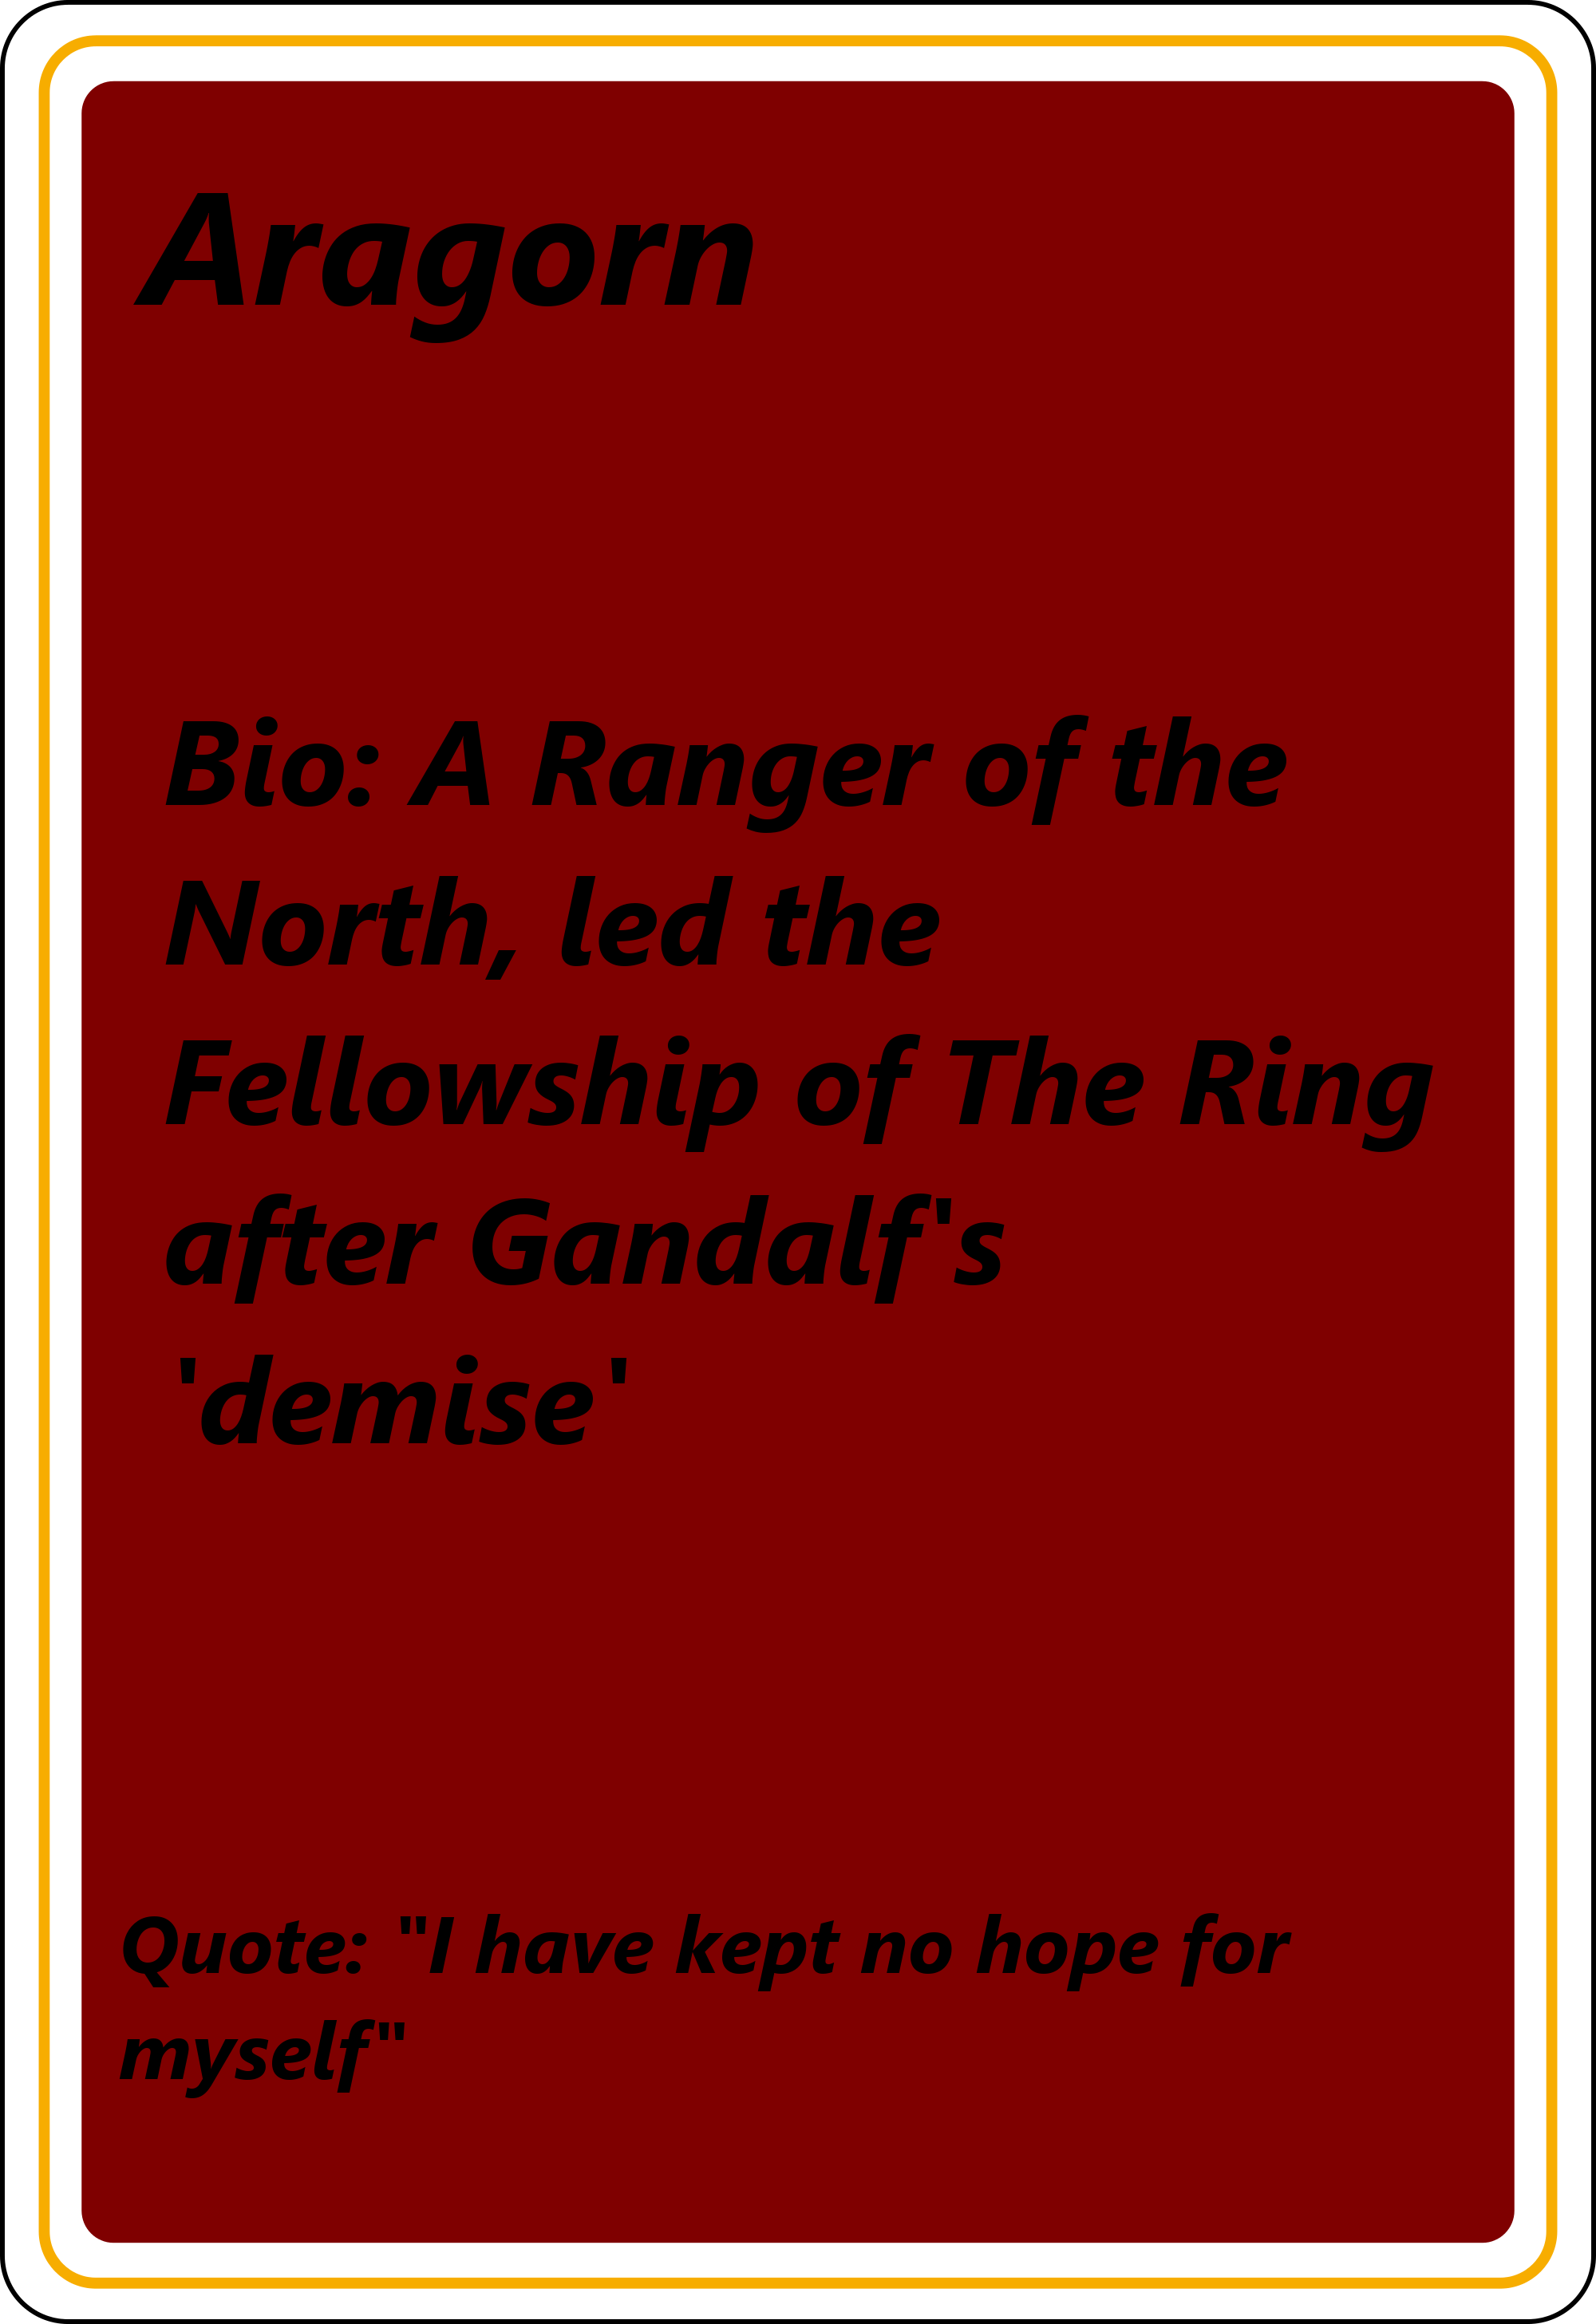 Aragorn
Bio: A Ranger of the
North, led the
Fellowship of The Ring
after Gandalf's
'demise'
Quote: "I have kept no hope for
myself"